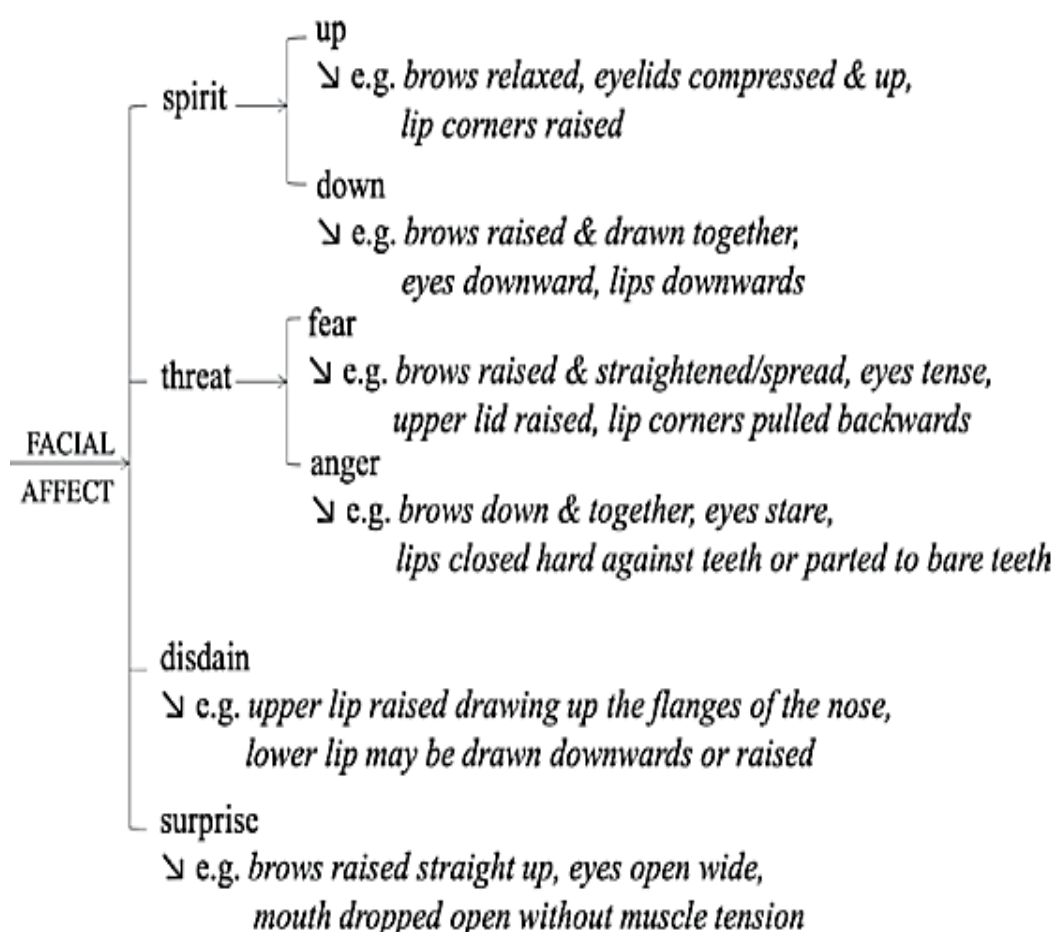 up
↘ e.g. brows relaxed, eyelids compressed & up,
spirit
lip corners raised
down
↘ e.g. brows raised & drawn together,
eyes downward, lips downwards
fear
threat
↘ e.g. brows raised & straightened/spread, eyes tense,
upper lid raised, lip corners pulled backwards
FACIAL
AFFECT
anger
↘ e.g. brows down & together, eyes stare,
lips closed hard against teeth or parted to bare teeth
disdain
↘ e.g. upper lip raised drawing up the flanges of the nose,
lower lip may be drawn downwards or raised
surprise
↘ e.g. brows raised straight up, eyes open wide,
mouth dropped open without muscle tension